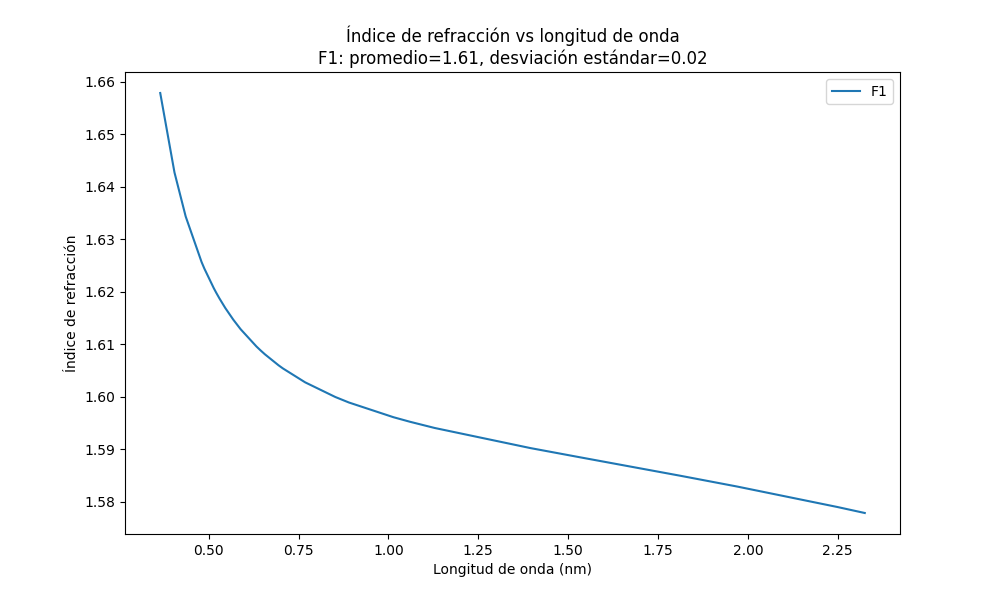 Índice de refracción vs longitud de onda
F1: promedio=1.61, desviación estándar=0.02
F1
1.66
1.65
1.64
1.63
1.62
1.61
1.60
1.59
1.58
Índice de refracción
0.50 0.75 1.00 1.25 1.50 1.75 2.00 2.25
Longitud de onda (nm)